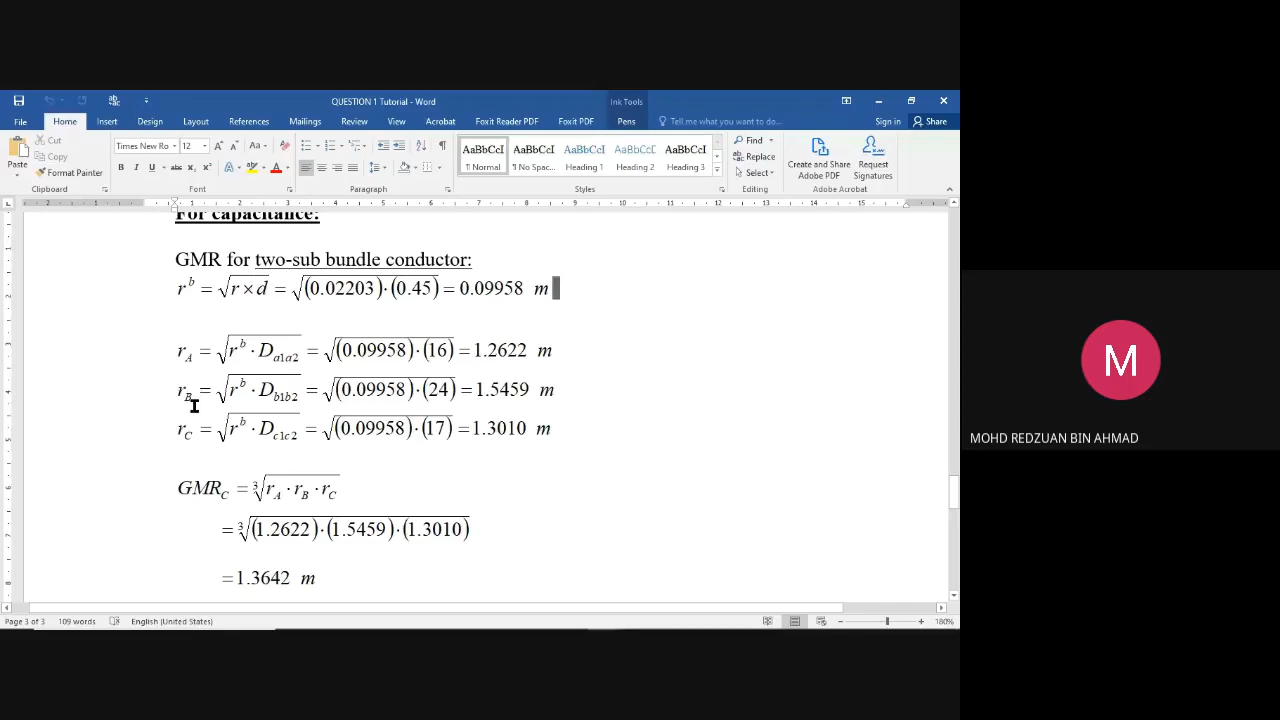 QUESTION 1 Tutorial - Word
Ink Tools
File Home Insert Design Layout References Mailings Review View Acrobat Foxit Reader PDF Foxit PDF Pens Tell me what you want to do... Sign in Share
Paste
Cut
Copy
Format Painter
Clipboard
Times New Ro 12
B I U abc X₂ X²
Font
Paragraph
AaBbCcI AaBbCcI AaBbCcI AaBbCcI AaBbCcI
¶ Normal ¶ No Spac... Heading 1 Heading 2 Heading 3
Styles
Find
Replace
Select
Editing
Create and Share Adobe PDF
Request Signatures
Adobe Acrobat
For capacitance:
GMR for two-sub bundle conductor:
r^b = √(r × d) = √((0.02203)·(0.45)) = 0.09958 m
r_A = √(r^b · D_a1a2) = √((0.09958)·(16)) = 1.2622 m
r_B = √(r^b · D_b1b2) = √((0.09958)·(24)) = 1.5459 m
r_C = √(r^b · D_c1c2) = √((0.09958)·(17)) = 1.3010 m
GMR_C = ∛(r_A · r_B · r_C)
= ∛((1.2622)·(1.5459)·(1.3010))
= 1.3642 m
Page 3 of 3 109 words English (United States) 180%
M
MOHD REDZUAN BIN AHMAD